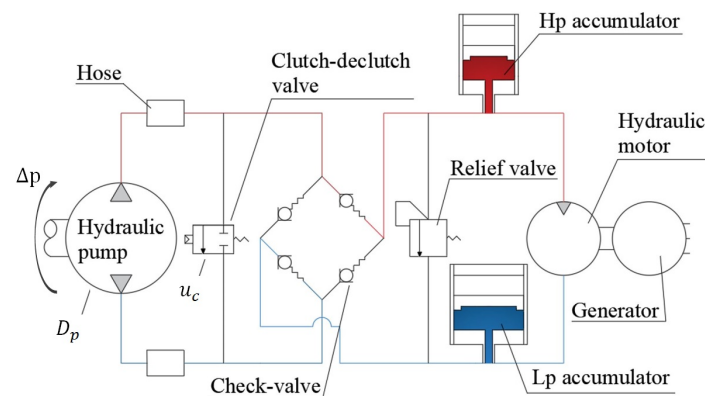 Hp accumulator
Clutch-declutch
valve
Hose
Hydraulic
motor
Δp
Relief valve
Hydraulic
pump
u_c
D_p
Generator
Check-valve
Lp accumulator